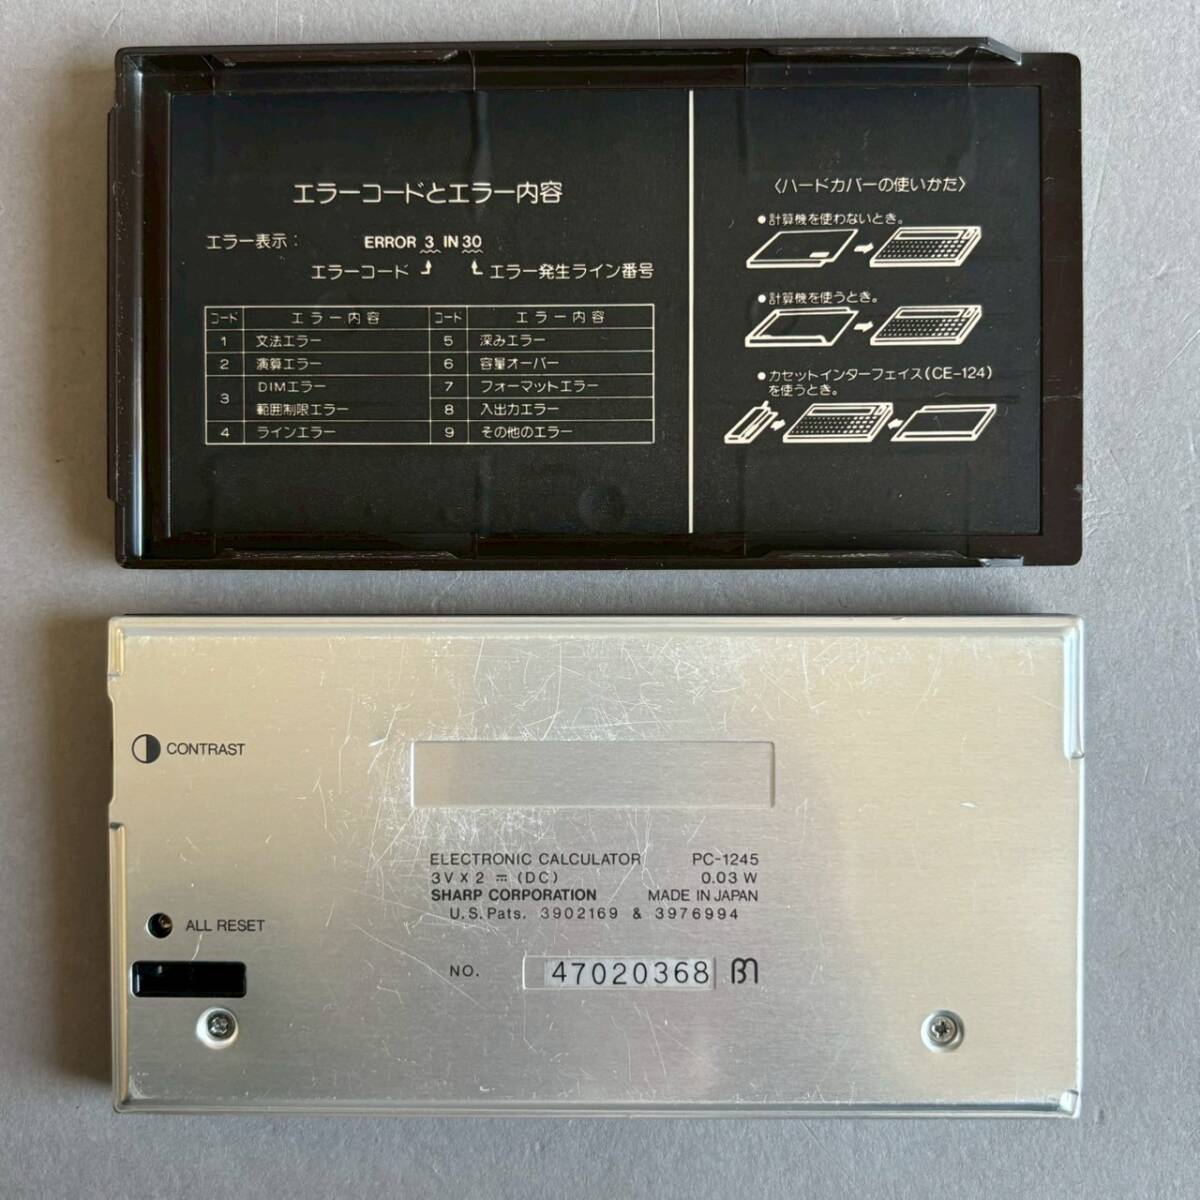 エラーコードとエラー内容
エラー表示: ERROR 3 IN 30
エラーコード エラー発生ライン番号
コード エラー内容 コード エラー内容
1 文法エラー 5 深みエラー
2 演算エラー 6 容量オーバー
3 DIMエラー 7 フォーマットエラー
範囲制限エラー 8 入出力エラー
4 ラインエラー 9 その他のエラー
〈ハードカバーの使いかた〉
●計算機を使わないとき。
●計算機を使うとき。
●カセットインターフェイス(CE-124)
を使うとき。
CONTRAST
ELECTRONIC CALCULATOR PC-1245
3V X 2 ⎓ (DC) 0.03 W
SHARP CORPORATION MADE IN JAPAN
U.S. Pats. 3902169 & 3976994
ALL RESET
NO. 47020368